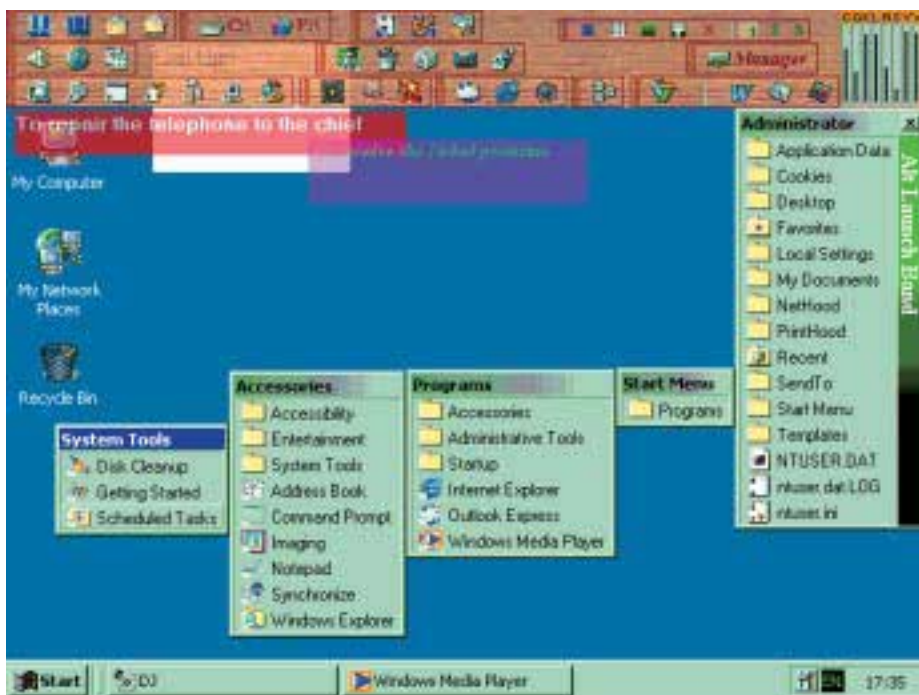 Manager
To repair the telephone to the chief
My Computer
My Network
Places
Recycle Bin
Administrator
Application Data
Cookies
Desktop
Favorites
Local Settings
My Documents
NetHood
PrintHood
Recent
SendTo
Start Menu
Templates
NTUSER.DAT
ntuser.dat.LOG
ntuser.ini
Alt Launch Band
Start Menu
Programs
Programs
Accessories
Administrative Tools
Startup
Internet Explorer
Outlook Express
Windows Media Player
Accessories
Accessibility
Entertainment
System Tools
Address Book
Command Prompt
Imaging
Notepad
Synchronize
Windows Explorer
System Tools
Disk Cleanup
Getting Started
Scheduled Tasks
Start
DJ
Windows Media Player
17:35